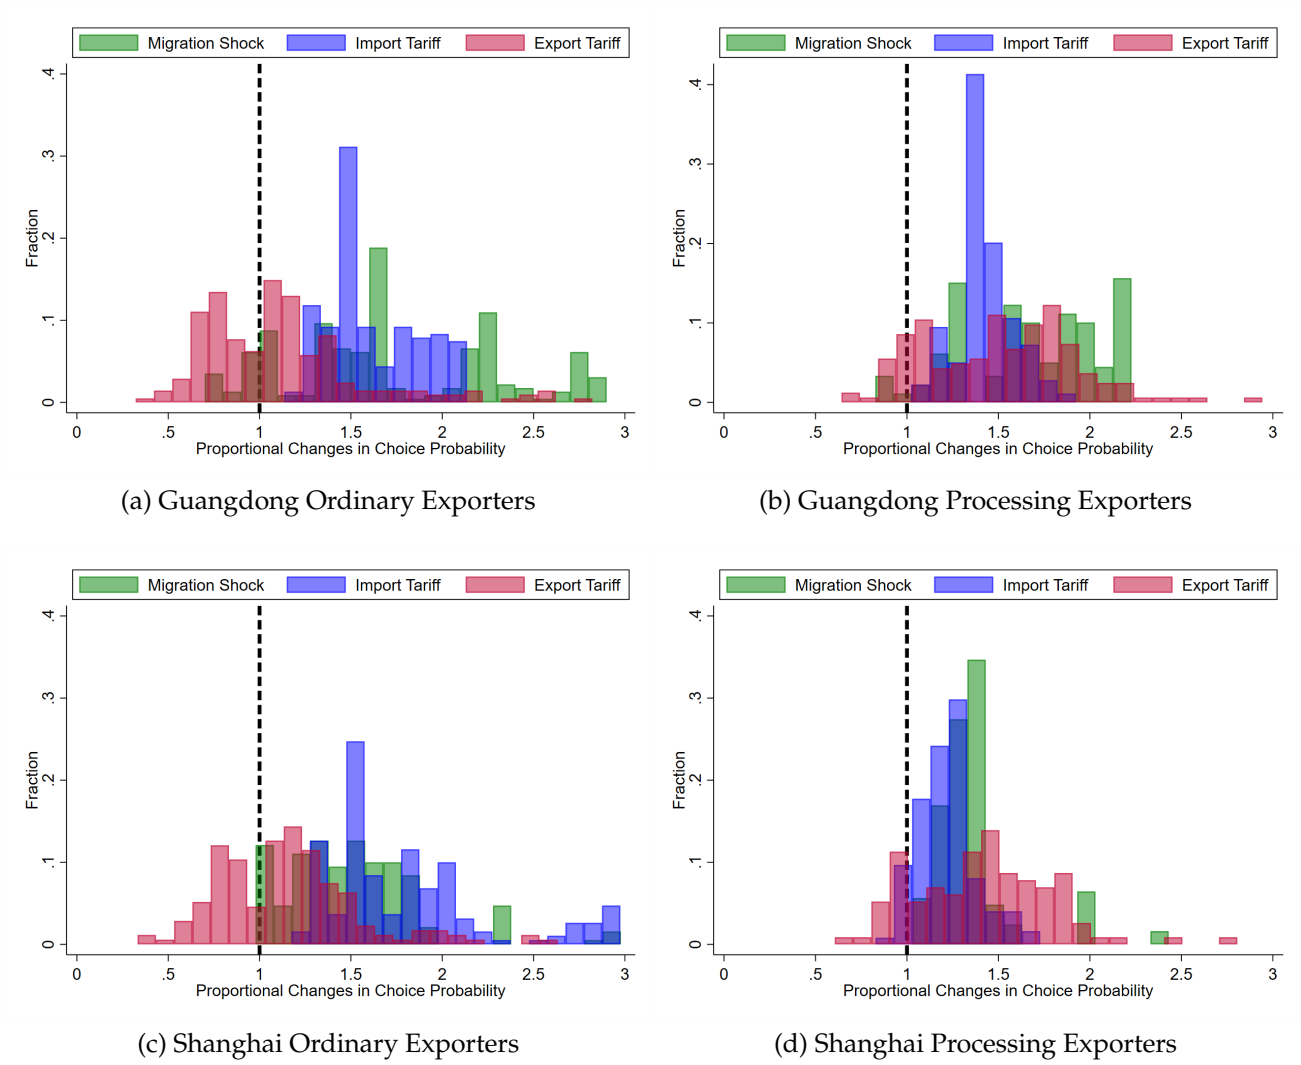 Migration Shock Import Tariff Export Tariff
Fraction
.4
.3
.2
.1
0
0 .5 1 1.5 2 2.5 3
Proportional Changes in Choice Probability
(a) Guangdong Ordinary Exporters
Migration Shock Import Tariff Export Tariff
Fraction
.4
.3
.2
.1
0
0 .5 1 1.5 2 2.5 3
Proportional Changes in Choice Probability
(b) Guangdong Processing Exporters
Migration Shock Import Tariff Export Tariff
Fraction
.4
.3
.2
.1
0
0 .5 1 1.5 2 2.5 3
Proportional Changes in Choice Probability
(c) Shanghai Ordinary Exporters
Migration Shock Import Tariff Export Tariff
Fraction
.4
.3
.2
.1
0
0 .5 1 1.5 2 2.5 3
Proportional Changes in Choice Probability
(d) Shanghai Processing Exporters